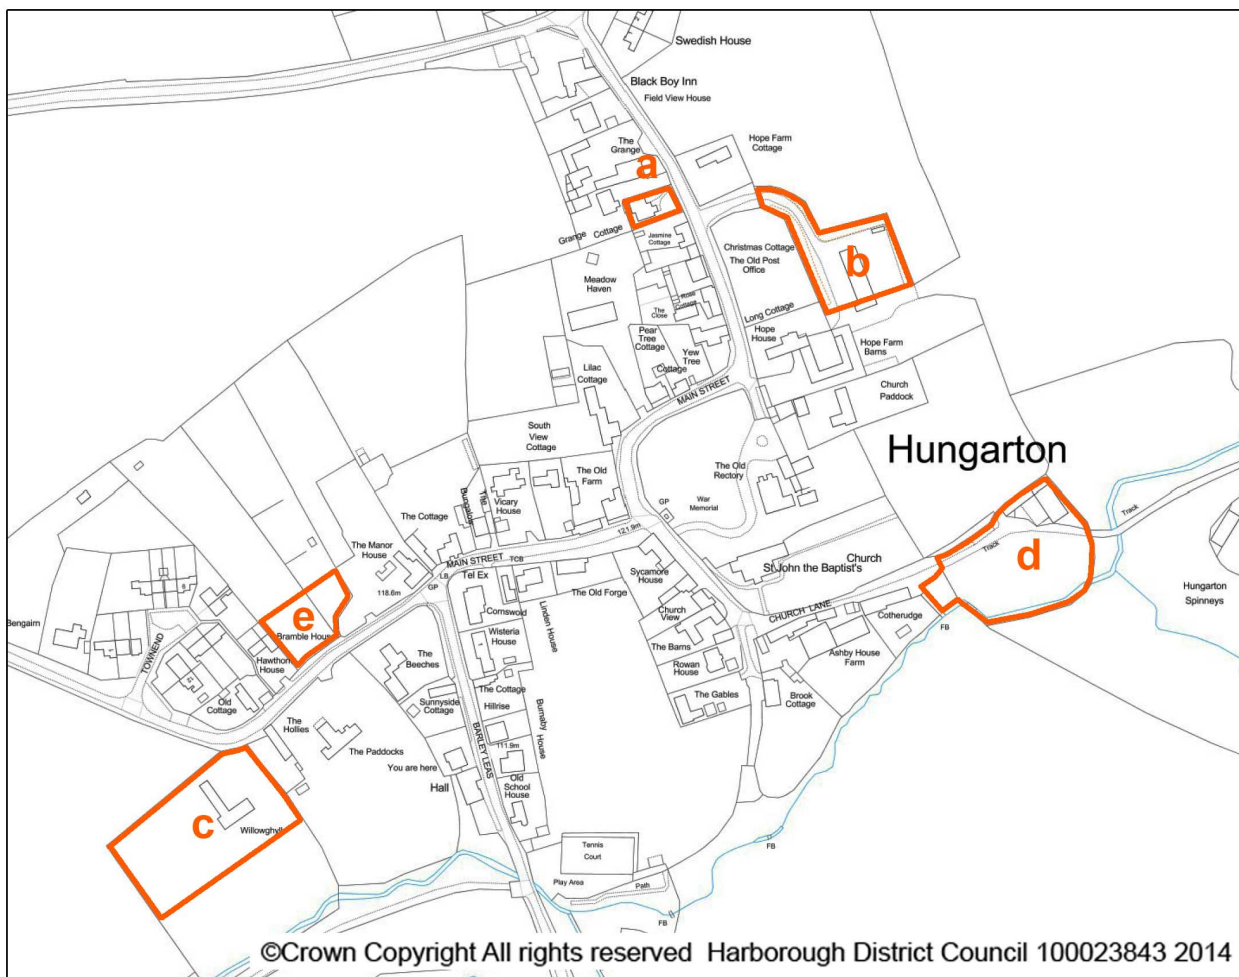 Swedish House
Black Boy Inn
Field View House
The
Grange
Hope Farm
Cottage
a
Grange Cottage
Jasmine
Cottage
Christmas Cottage
The Old Post
Office
b
Meadow
Haven
Rose
Cottage
The
Close
Long Cottage
Pear
Tree
Cottage
Yew
Tree
Cottage
Hope
House
Hope Farm
Barns
Lilac
Cottage
MAIN STREET
Church
Paddock
South
View
Cottage
Hungarton
The Old
Rectory
The Old
Farm
The
Bungalow
Vicary
House
GP
War
Memorial
The Cottage
121.9m
Track
The Manor
House
MAIN STREET
TCB
Church
St John the Baptist's
Track
d
LB
GP
Tel Ex
Sycamore
House
118.6m
The Old Forge
Hungarton
Spinneys
e
Bramble House
Cornswold
Linden House
Church
View
CHURCH LANE
Cotherudge
FB
Bengairn
TOWNEND
Hawthorn
House
Wisteria
House
The Barns
Ashby House
Farm
The
Beeches
Rowan
House
Old
Cottage
Sunnyside
Cottage
The Cottage
Hillrise
The Gables
Brook
Cottage
The
Hollies
Burnaby House
BARLEY LEAS
The Paddocks
111.9m
You are here
Hall
Old
School
House
c
Willowghyll
Tennis
Court
FB
Play Area
Path
FB
©Crown Copyright All rights reserved Harborough District Council 100023843 2014